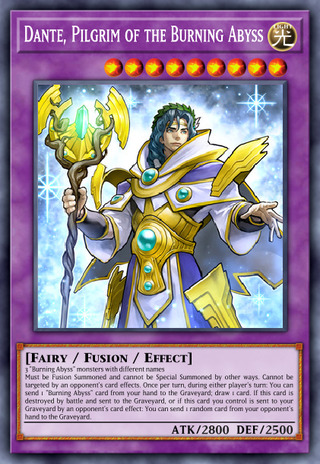 Dante, Pilgrim of the Burning Abyss
LIGHT
光
[Fairy / Fusion / Effect]
3 "Burning Abyss" monsters with different names
Must be Fusion Summoned and cannot be Special Summoned by other ways. Cannot be
targeted by an opponent's card effects. Once per turn, during either player's turn: You can
send 1 "Burning Abyss" card from your hand to the Graveyard; draw 1 card. If this card is
destroyed by battle and sent to the Graveyard, or if this card you control is sent to your
Graveyard by an opponent's card effect: You can send 1 random card from your opponent's
hand to the Graveyard.
ATK/2800 DEF/2500